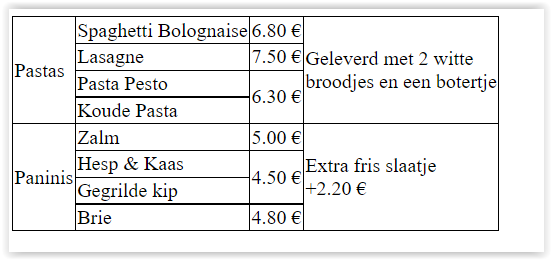 Pastas
Spaghetti Bolognaise 6.80 €
Lasagne 7.50 €
Pasta Pesto
Koude Pasta
6.30 €
Geleverd met 2 witte
broodjes en een botertje
Paninis
Zalm 5.00 €
Hesp & Kaas
Gegrilde kip
4.50 €
Brie 4.80 €
Extra fris slaatje
+2.20 €